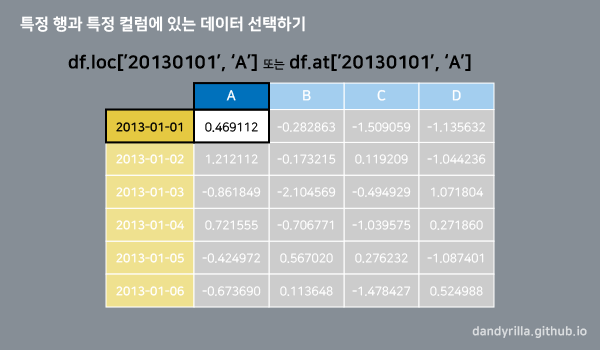 특정 행과 특정 컬럼에 있는 데이터 선택하기
df.loc['20130101', 'A'] 또는 df.at['20130101', 'A']
A B C D
2013-01-01 0.469112 -0.282863 -1.509059 -1.135632
2013-01-02 1.212112 -0.173215 0.119209 -1.044236
2013-01-03 -0.861849 -2.104569 -0.494929 1.071804
2013-01-04 0.721555 -0.706771 -1.039575 0.271860
2013-01-05 -0.424972 0.567020 0.276232 -1.087401
2013-01-06 -0.673690 0.113648 -1.478427 0.524988
dandyrilla.github.io